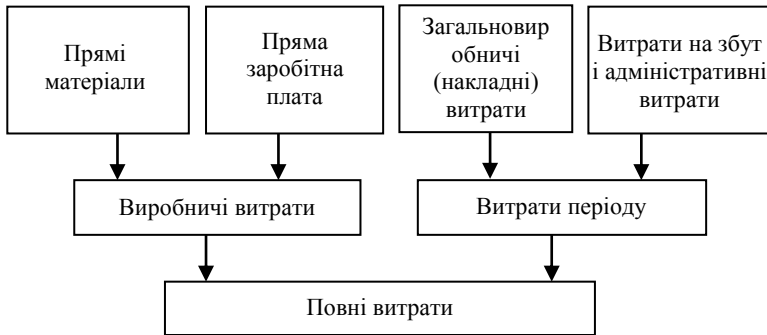 Прямі
матеріали
Пряма
заробітна
плата
Загальновир
обничі
(накладні)
витрати
Витрати на збут
і адміністративні
витрати
Виробничі витрати
Витрати періоду
Повні витрати